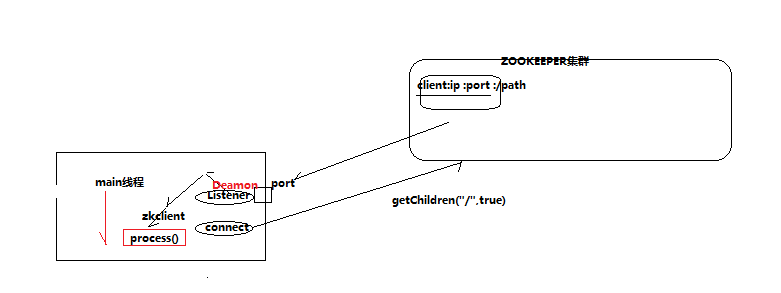 ZOOKEEPER集群
client:ip :port :/path
main线程
Deamon
port
Listener
getChildren("/",true)
zkclient
connect
process()